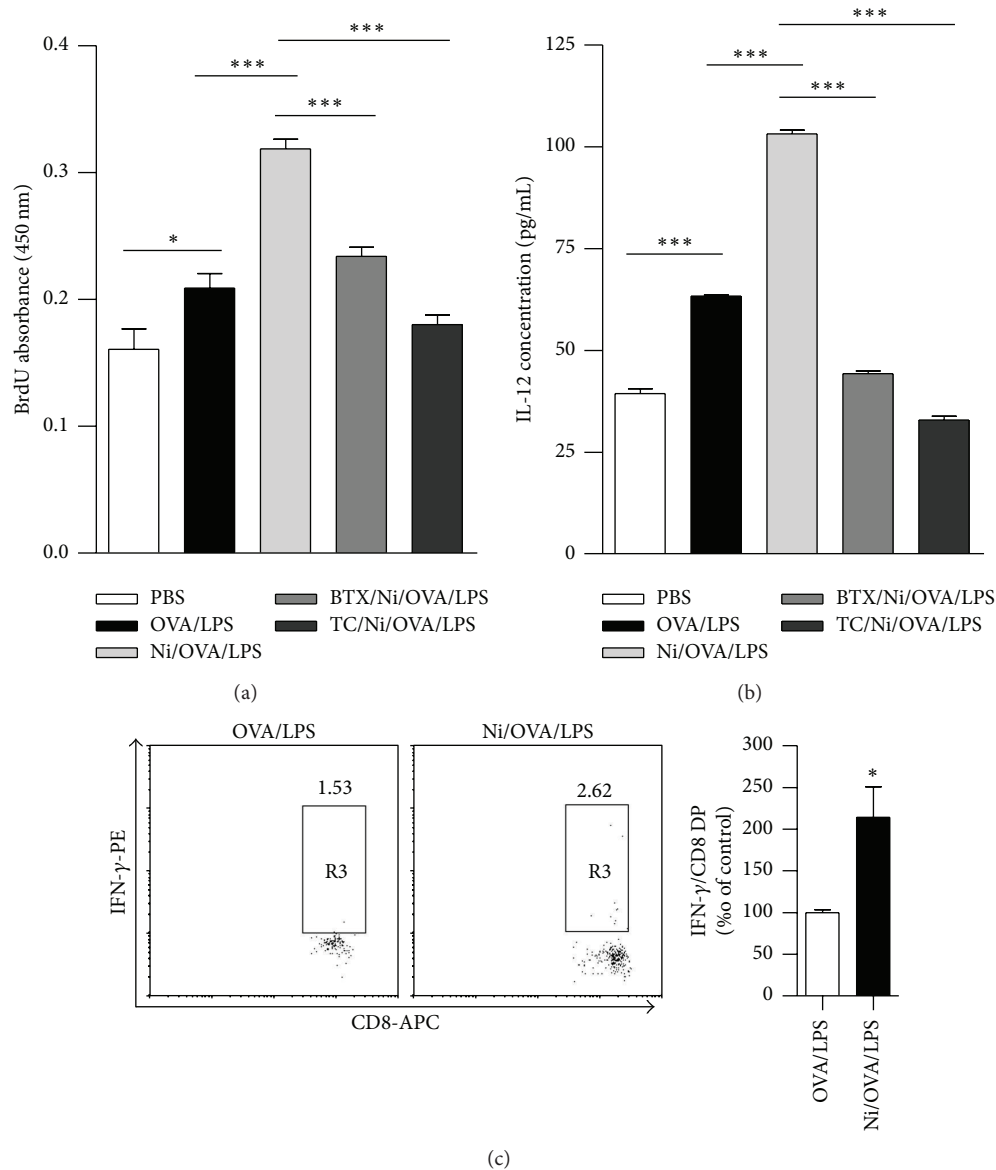 ***
***
***
*
BrdU absorbance (450 nm)
0.4
0.3
0.2
0.1
0.0
PBS
OVA/LPS
Ni/OVA/LPS
BTX/Ni/OVA/LPS
TC/Ni/OVA/LPS
(a)
***
***
***
***
IL-12 concentration (pg/mL)
125
100
75
50
25
0
PBS
OVA/LPS
Ni/OVA/LPS
BTX/Ni/OVA/LPS
TC/Ni/OVA/LPS
(b)
OVA/LPS
1.53
R3
Ni/OVA/LPS
2.62
R3
IFN-γ-PE
CD8-APC
IFN-γ/CD8 DP
(%o of control)
300
250
200
150
100
50
0
*
OVA/LPS
Ni/OVA/LPS
(c)